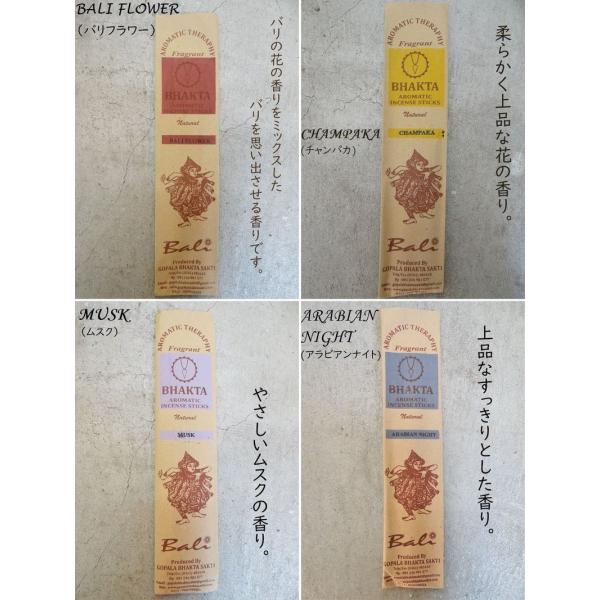 BALI FLOWER
(バリフラワー)
AROMATIC THERAPHY
Fragrant
BHAKTA
AROMATIC
INCENSE STICKS
Natural
BALI FLOWER
Bali
Produced By
GOPALA BHAKTA SAKTI
バリの花の香りをミックスした
バリを思い出させる香りです。
CHAMPAKA
(チャンパカ)
AROMATIC THERAPHY
Fragrant
BHAKTA
AROMATIC
INCENSE STICKS
Natural
CHAMPAKA
Bali
Produced By
GOPALA BHAKTA SAKTI
柔らかく上品な花の香り。
MUSK
(ムスク)
AROMATIC THERAPHY
Fragrant
BHAKTA
AROMATIC
INCENSE STICKS
Natural
MUSK
Bali
Produced By
GOPALA BHAKTA SAKTI
やさしいムスクの香り。
ARABIAN
NIGHT
(アラビアンナイト)
AROMATIC THERAPHY
Fragrant
BHAKTA
AROMATIC
INCENSE STICKS
Natural
ARABIAN NIGHT
Bali
Produced By
GOPALA BHAKTA SAKTI
上品なすっきりとした香り。